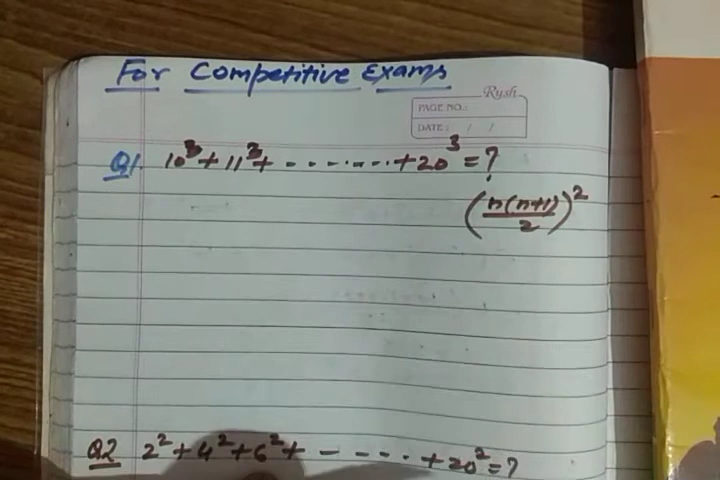 For Competitive Exams
Rush
PAGE NO.:
DATE: / /
Q1. 10³ + 11³ + - - - - - - - + 20³ = ?
(n(n+1)/2)²
Q2 2² + 4² + 6² + - - - - . + 20² = ?